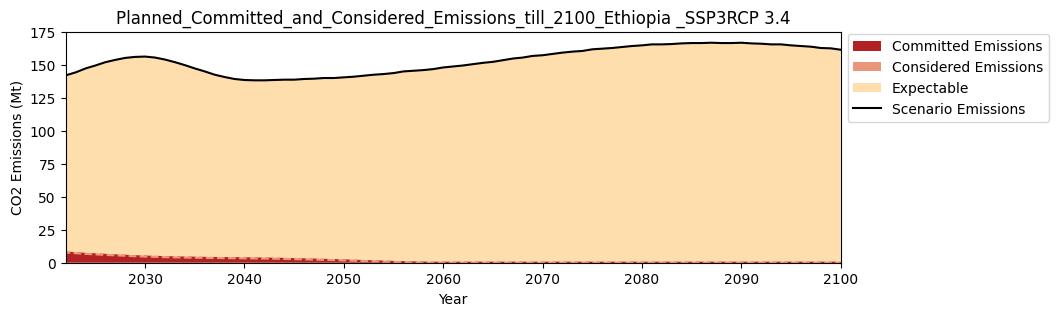 Planned_Committed_and_Considered_Emissions_till_2100_Ethiopia _SSP3RCP 3.4
175
150
125
100
75
50
25
0
CO2 Emissions (Mt)
2030
2040
2050
2060
2070
2080
2090
2100
Year
Committed Emissions
Considered Emissions
Expectable
Scenario Emissions